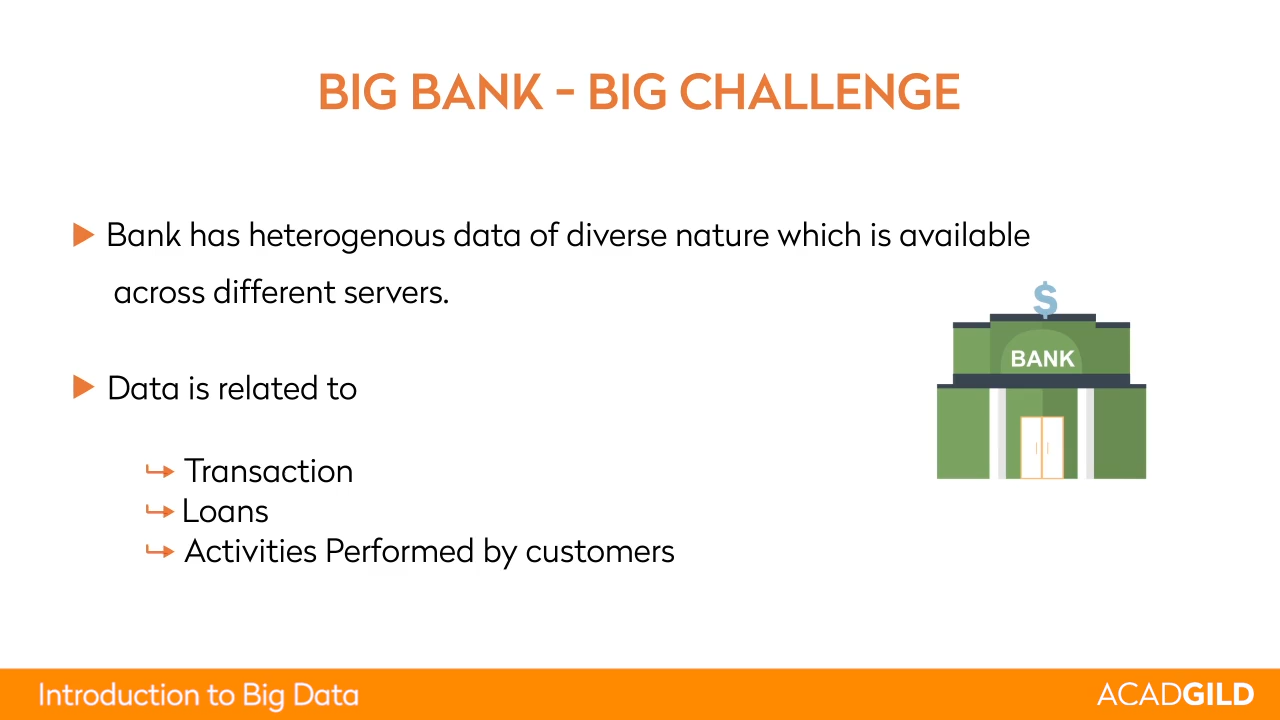 BIG BANK - BIG CHALLENGE
Bank has heterogenous data of diverse nature which is available
across different servers.
$
BANK
Data is related to
Transaction
Loans
Activities Performed by customers
Introduction to Big Data
ACADGILD